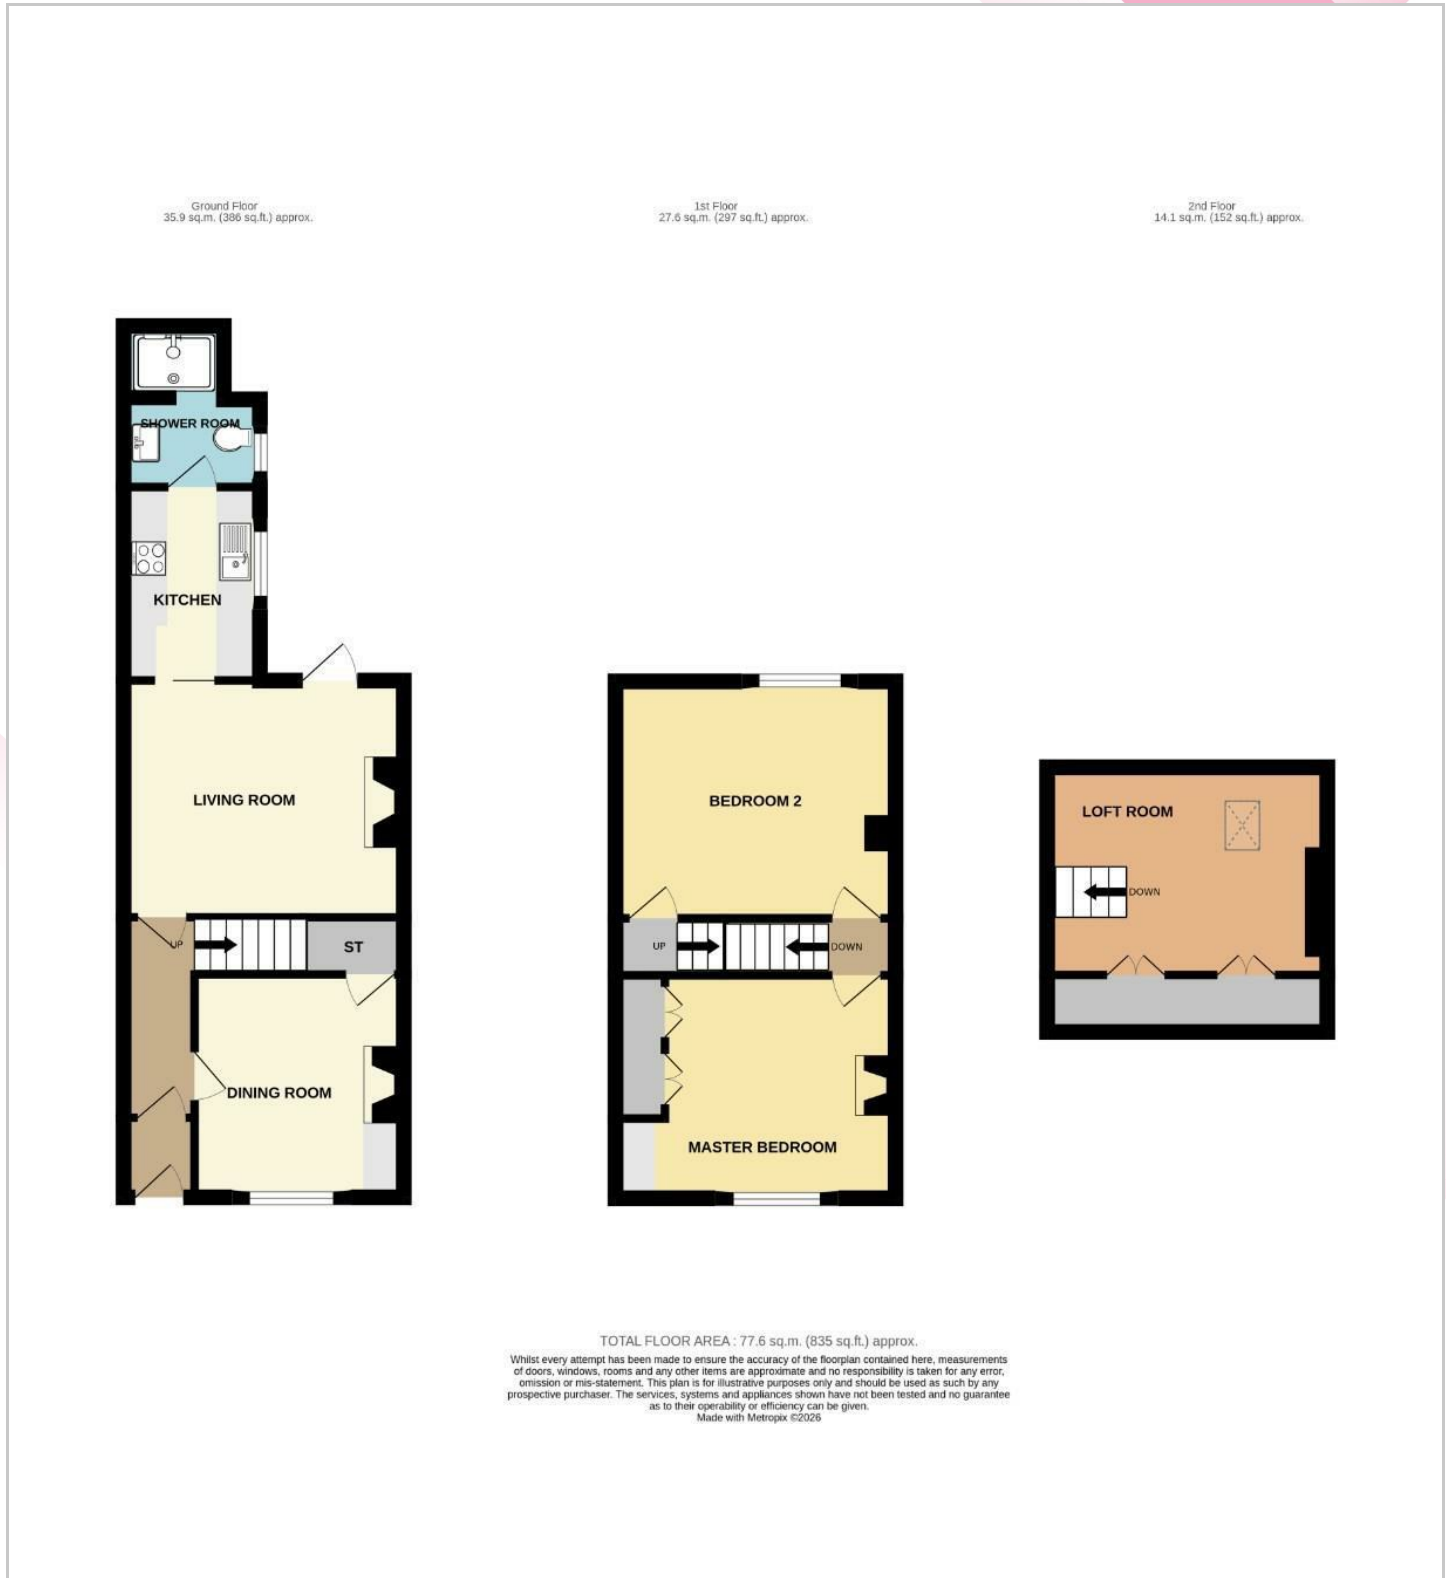 Ground Floor
35.9 sq.m. (386 sq.ft.) approx.
1st Floor
27.6 sq.m. (297 sq.ft.) approx.
2nd Floor
14.1 sq.m. (152 sq.ft.) approx.
SHOWER ROOM
KITCHEN
LIVING ROOM
UP
ST
DINING ROOM
BEDROOM 2
UP
DOWN
MASTER BEDROOM
LOFT ROOM
DOWN
TOTAL FLOOR AREA : 77.6 sq.m. (835 sq.ft.) approx.
Whilst every attempt has been made to ensure the accuracy of the floorplan contained here, measurements
of doors, windows, rooms and any other items are approximate and no responsibility is taken for any error,
omission or mis-statement. This plan is for illustrative purposes only and should be used as such by any
prospective purchaser. The services, systems and appliances shown have not been tested and no guarantee
as to their operability or efficiency can be given.
Made with Metropix ©2026